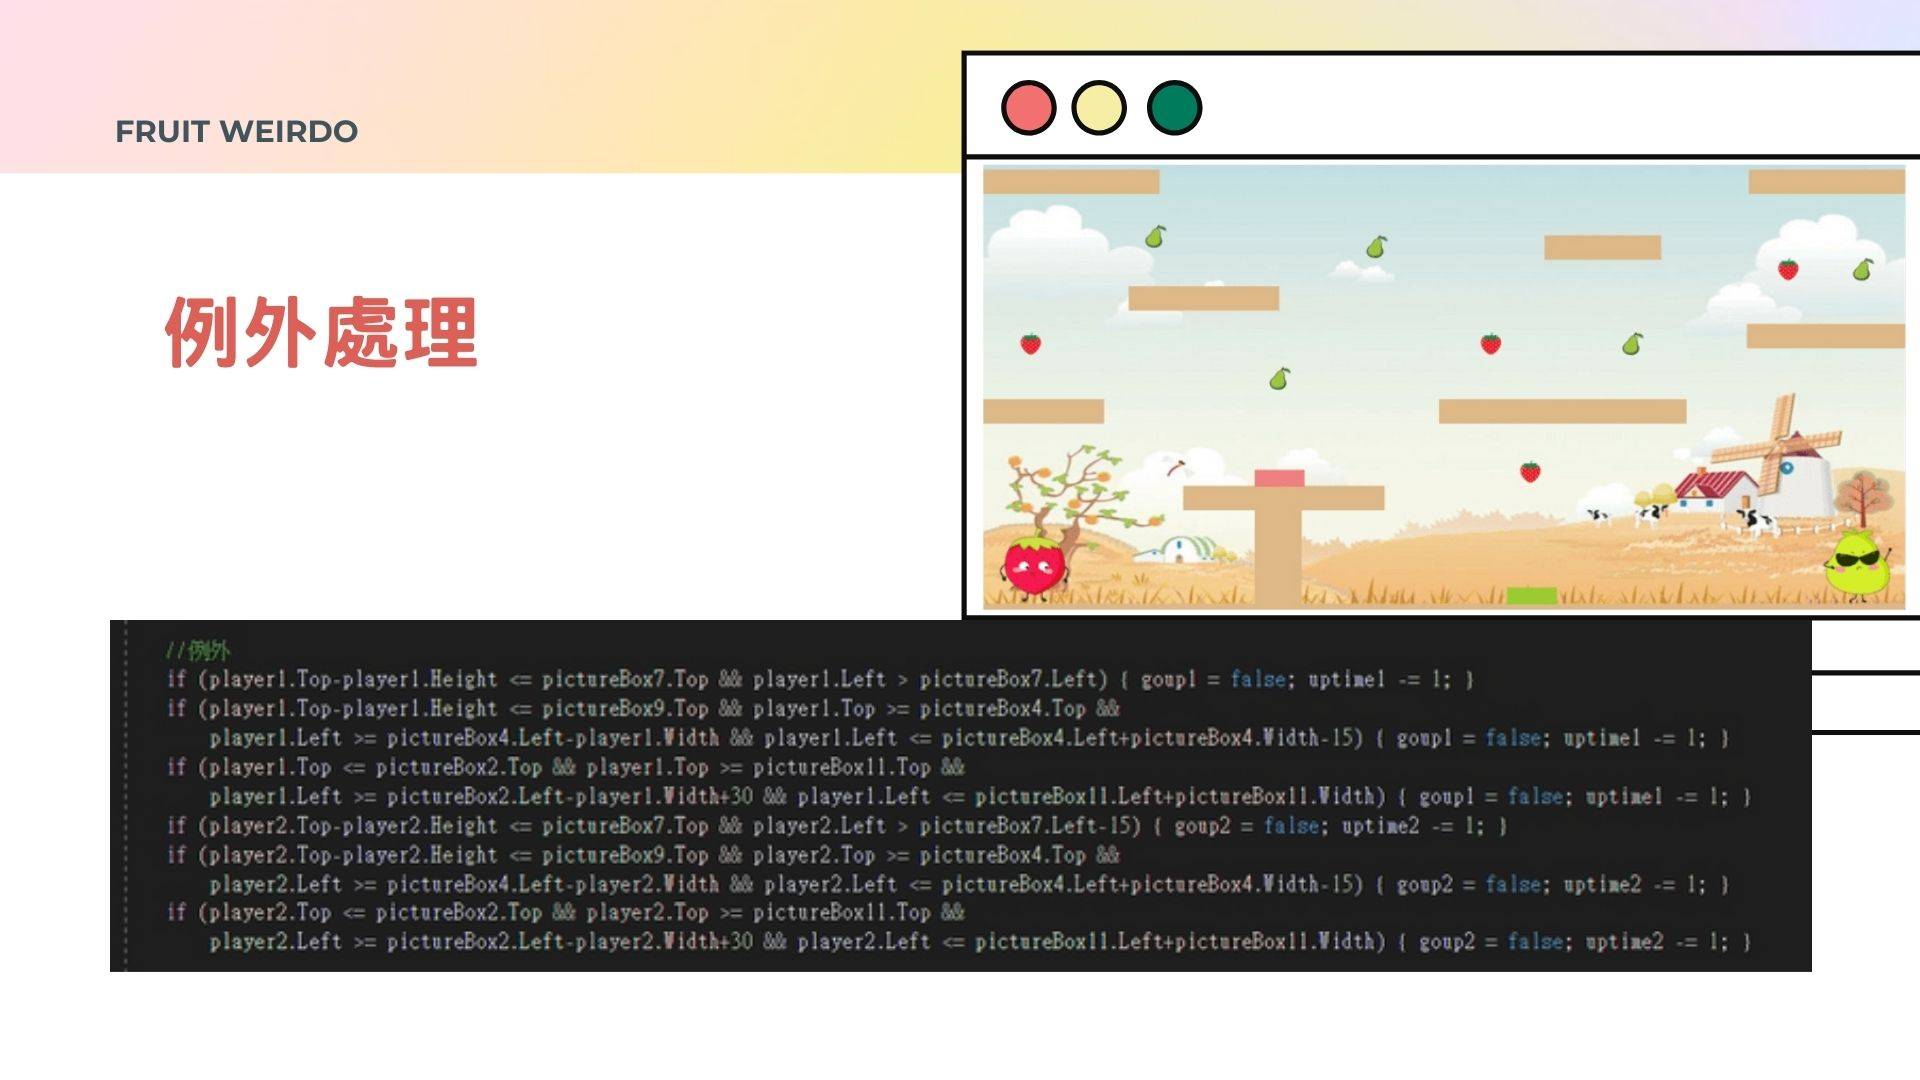 FRUIT WEIRDO
例外處理
//例外
if (player1.Top-player1.Height <= pictureBox7.Top && player1.Left > pictureBox7.Left) { goup1 = false; uptime1 -= 1; }
if (player1.Top-player1.Height <= pictureBox9.Top && player1.Top >= pictureBox4.Top &&
player1.Left >= pictureBox4.Left-player1.Width && player1.Left <= pictureBox4.Left+pictureBox4.Width-15) { goup1 = false; uptime1 -= 1; }
if (player1.Top <= pictureBox2.Top && player1.Top >= pictureBox11.Top &&
player1.Left >= pictureBox2.Left-player1.Width+30 && player1.Left <= pictureBox11.Left+pictureBox11.Width) { goup1 = false; uptime1 -= 1; }
if (player2.Top-player2.Height <= pictureBox7.Top && player2.Left > pictureBox7.Left-15) { goup2 = false; uptime2 -= 1; }
if (player2.Top-player2.Height <= pictureBox9.Top && player2.Top >= pictureBox4.Top &&
player2.Left >= pictureBox4.Left-player2.Width && player2.Left <= pictureBox4.Left+pictureBox4.Width-15) { goup2 = false; uptime2 -= 1; }
if (player2.Top <= pictureBox2.Top && player2.Top >= pictureBox11.Top &&
player2.Left >= pictureBox2.Left-player2.Width+30 && player2.Left <= pictureBox11.Left+pictureBox11.Width) { goup2 = false; uptime2 -= 1; }